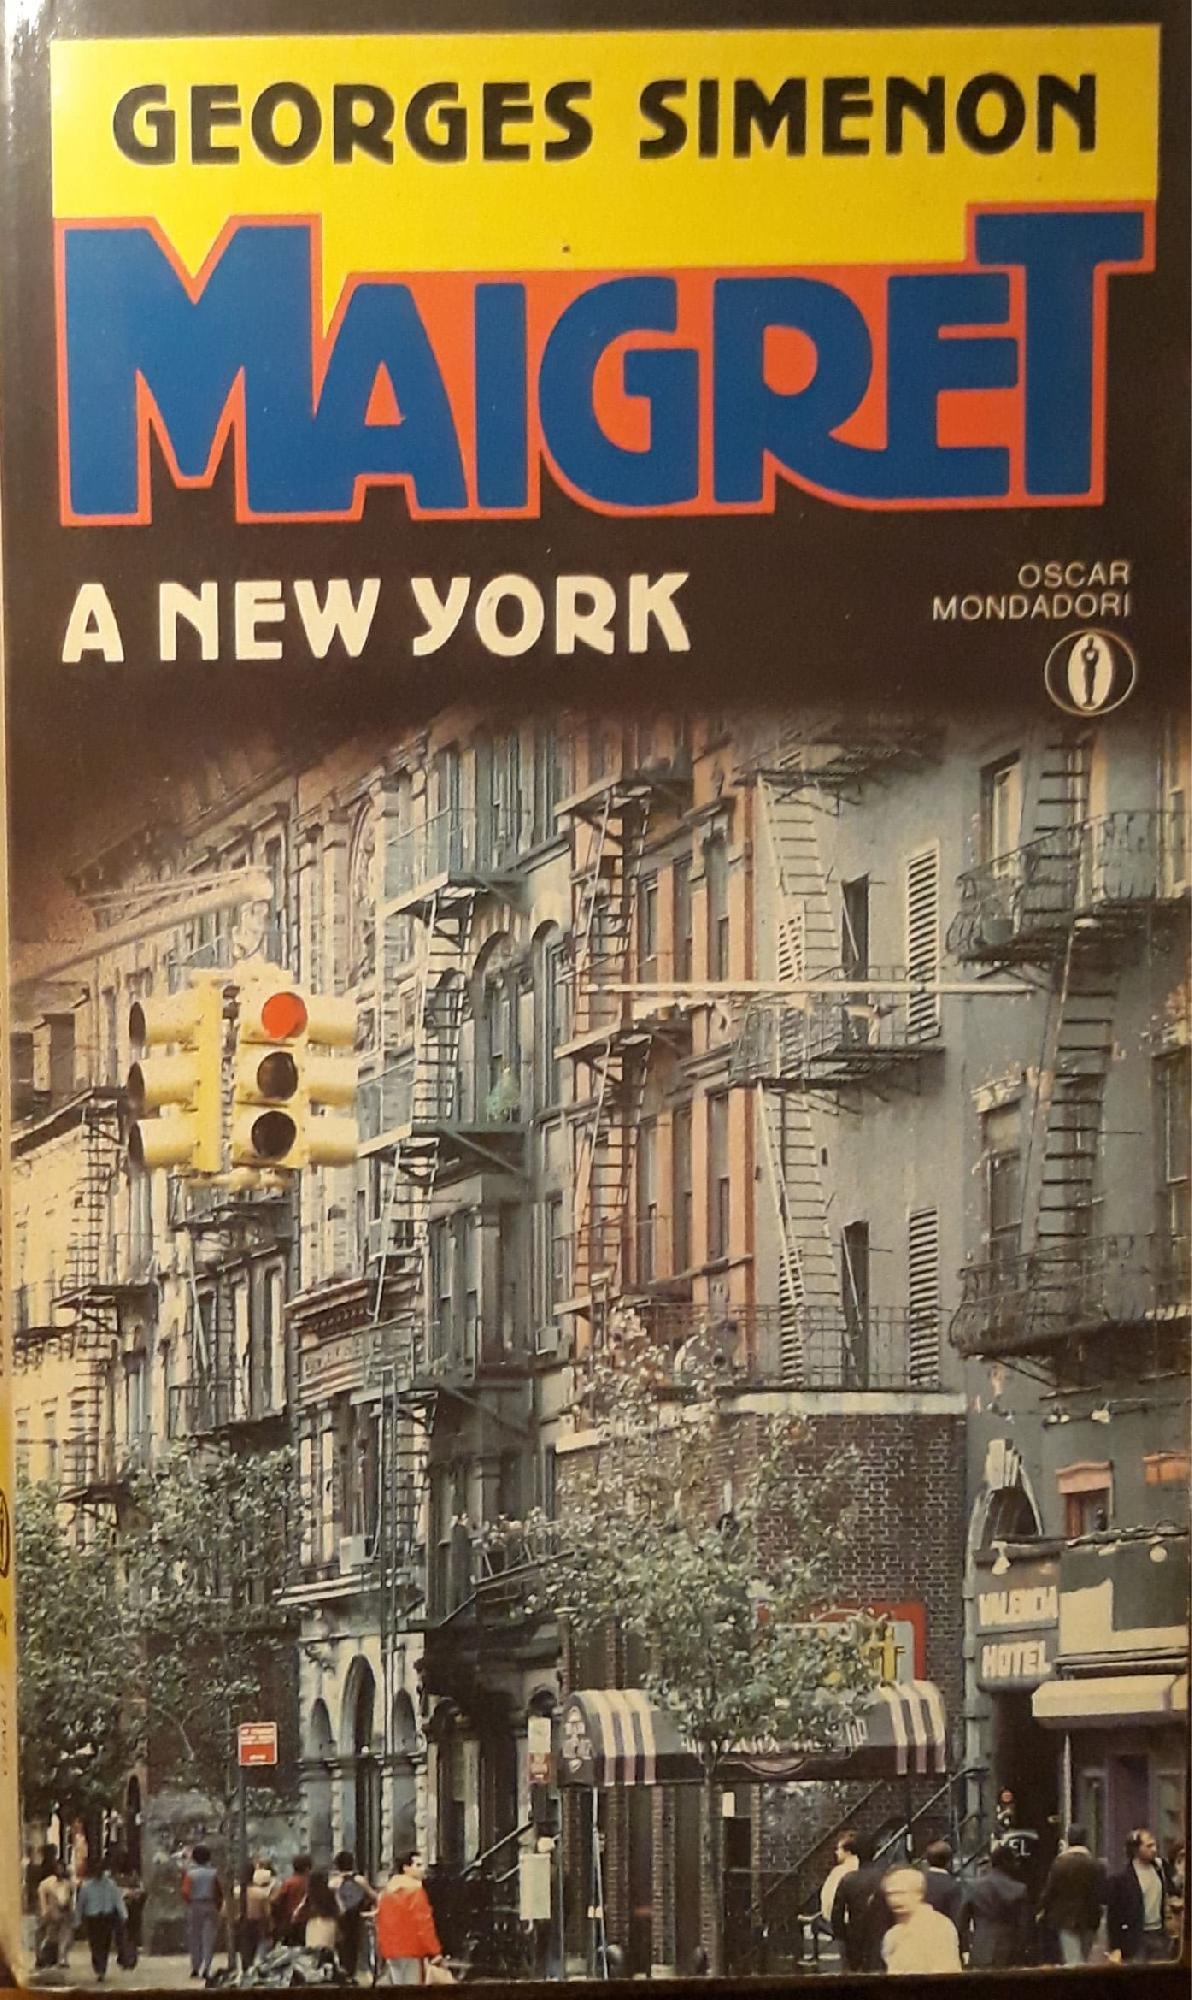 GEORGES SIMENON
MAIGRET
A NEW YORK
OSCAR
MONDADORI
VALENCIA
HOTEL